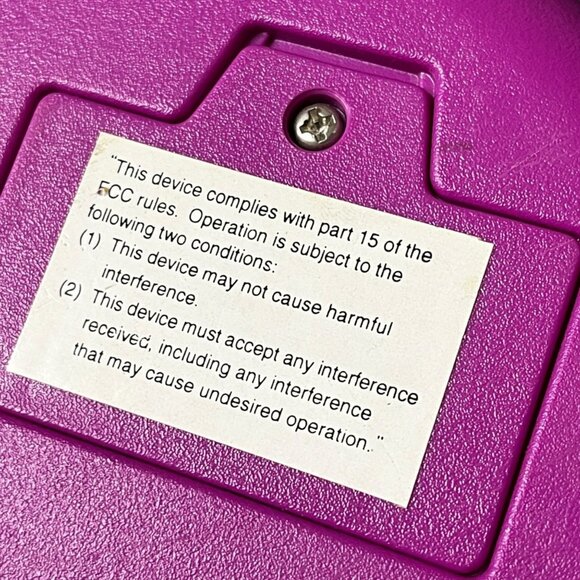 "This device complies with part 15 of the
FCC rules. Operation is subject to the
following two conditions:
(1) This device may not cause harmful
interference.
(2) This device must accept any interference
received, including any interference
that may cause undesired operation."